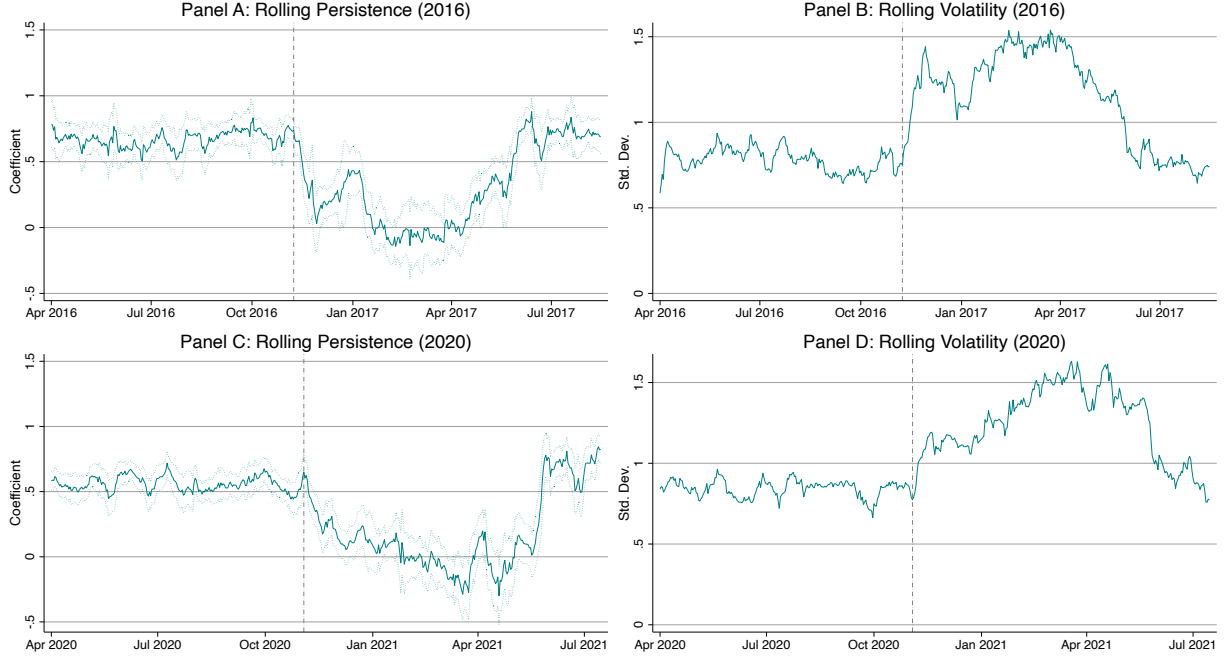 Panel A: Rolling Persistence (2016)
Coefficient
1.5
1
.5
0
-.5
Apr 2016 Jul 2016 Oct 2016 Jan 2017 Apr 2017 Jul 2017
Panel B: Rolling Volatility (2016)
Std. Dev.
1.5
1
.5
0
Apr 2016 Jul 2016 Oct 2016 Jan 2017 Apr 2017 Jul 2017
Panel C: Rolling Persistence (2020)
Coefficient
1.5
1
.5
0
-.5
Apr 2020 Jul 2020 Oct 2020 Jan 2021 Apr 2021 Jul 2021
Panel D: Rolling Volatility (2020)
Std. Dev.
1.5
1
.5
0
Apr 2020 Jul 2020 Oct 2020 Jan 2021 Apr 2021 Jul 2021